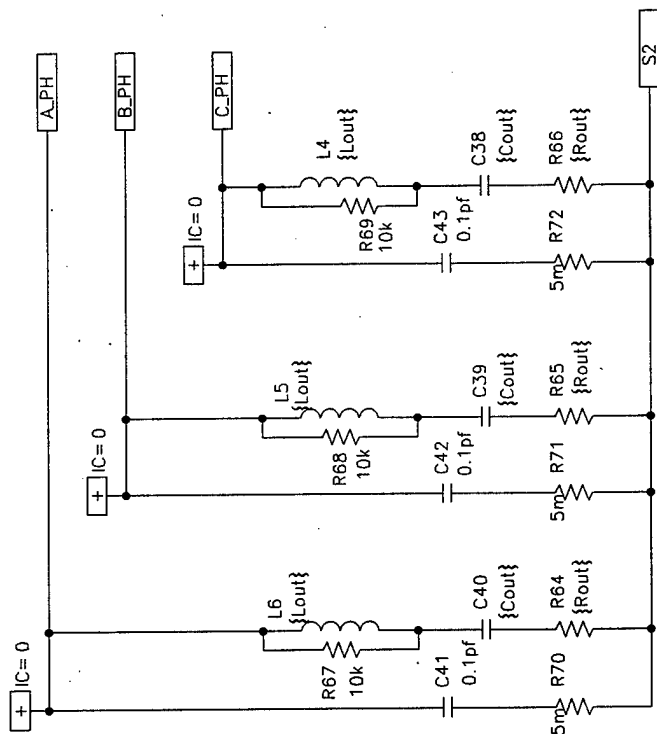 A_PH
B_PH
C_PH
S2
+ IC= 0
L4
{Lout}
R69
10k
C43
0.1pf
C38
{Cout}
R72
5m
R66
{Rout}
+ IC= 0
L5
{Lout}
R68
10k
C42
0.1pf
C39
{Cout}
R71
5m
R65
{Rout}
+ IC= 0
L6
{Lout}
R67
10k
C41
0.1pf
C40
{Cout}
R70
5m
R64
{Rout}